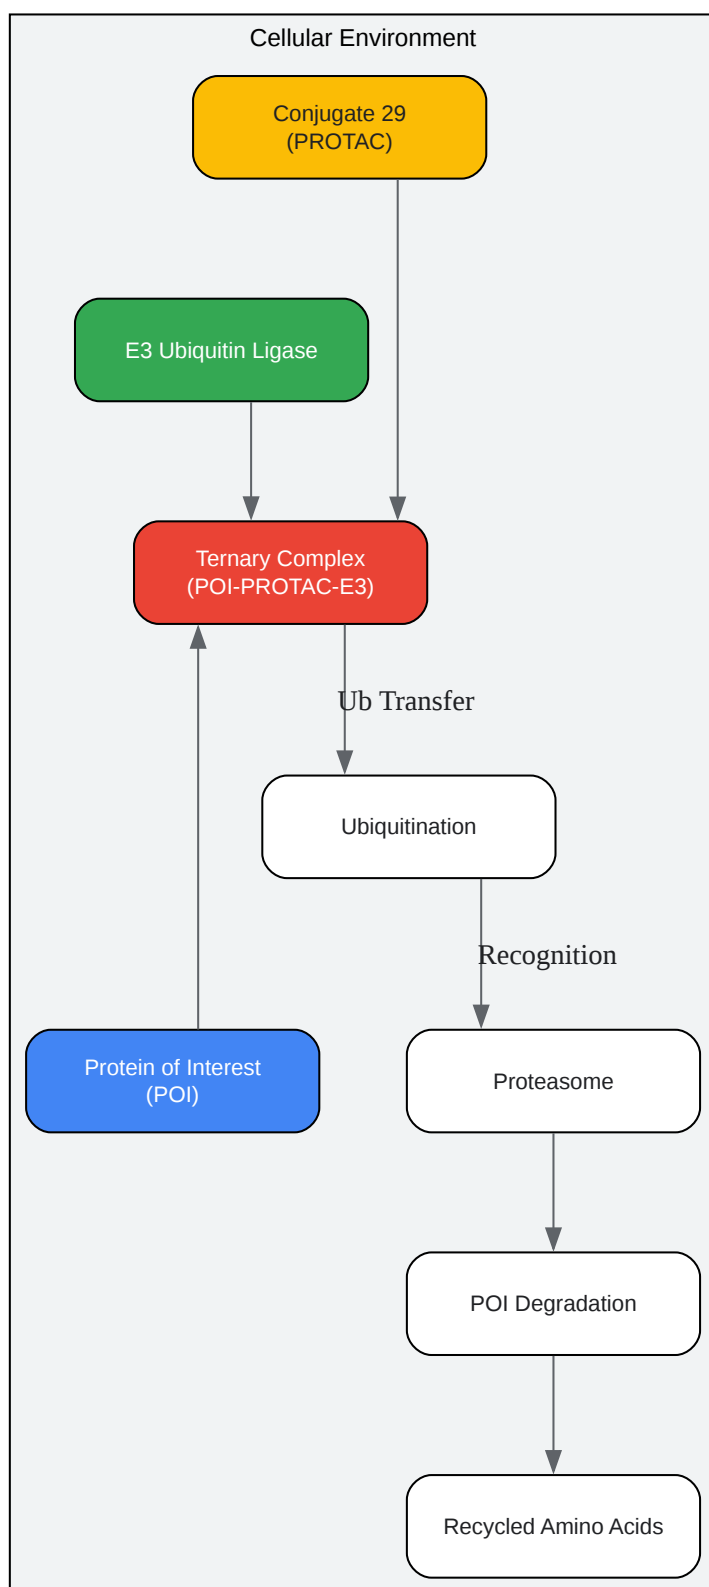 Cellular Environment
Conjugate 29
(PROTAC)
E3 Ubiquitin Ligase
Ternary Complex
(POI-PROTAC-E3)
Ub Transfer
Ubiquitination
Recognition
Protein of Interest
(POI)
Proteasome
POI Degradation
Recycled Amino Acids